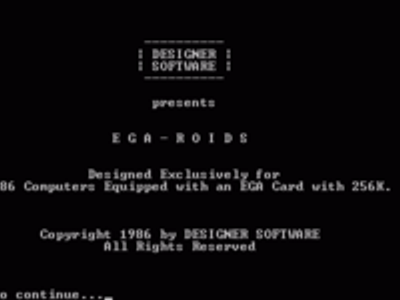 DESIGNER
SOFTWARE
presents
EGA-ROIDS
Designed Exclusively for
86 Computers Equipped with an EGA Card with 256K.
Copyright 1986 by DESIGNER SOFTWARE
All Rights Reserved
o continue..._